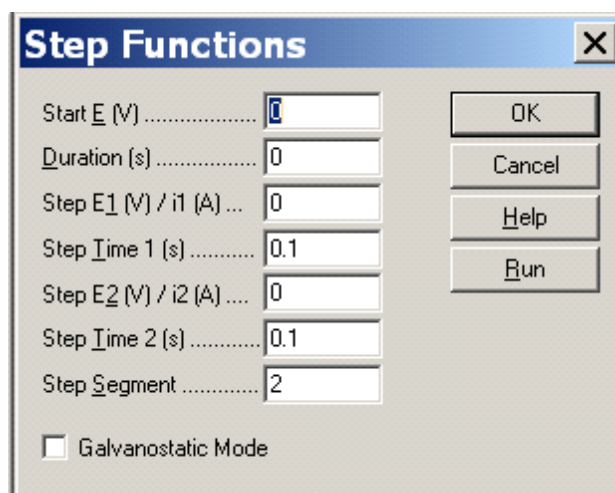 Step Functions
Start E (V) ................... 0
Duration (s) ................. 0
Step E1 (V) / i1 (A) ... 0
Step Time 1 (s) ........... 0.1
Step E2 (V) / i2 (A) .... 0
Step Time 2 (s) ............ 0.1
Step Segment ............. 2
Galvanostatic Mode
OK
Cancel
Help
Run